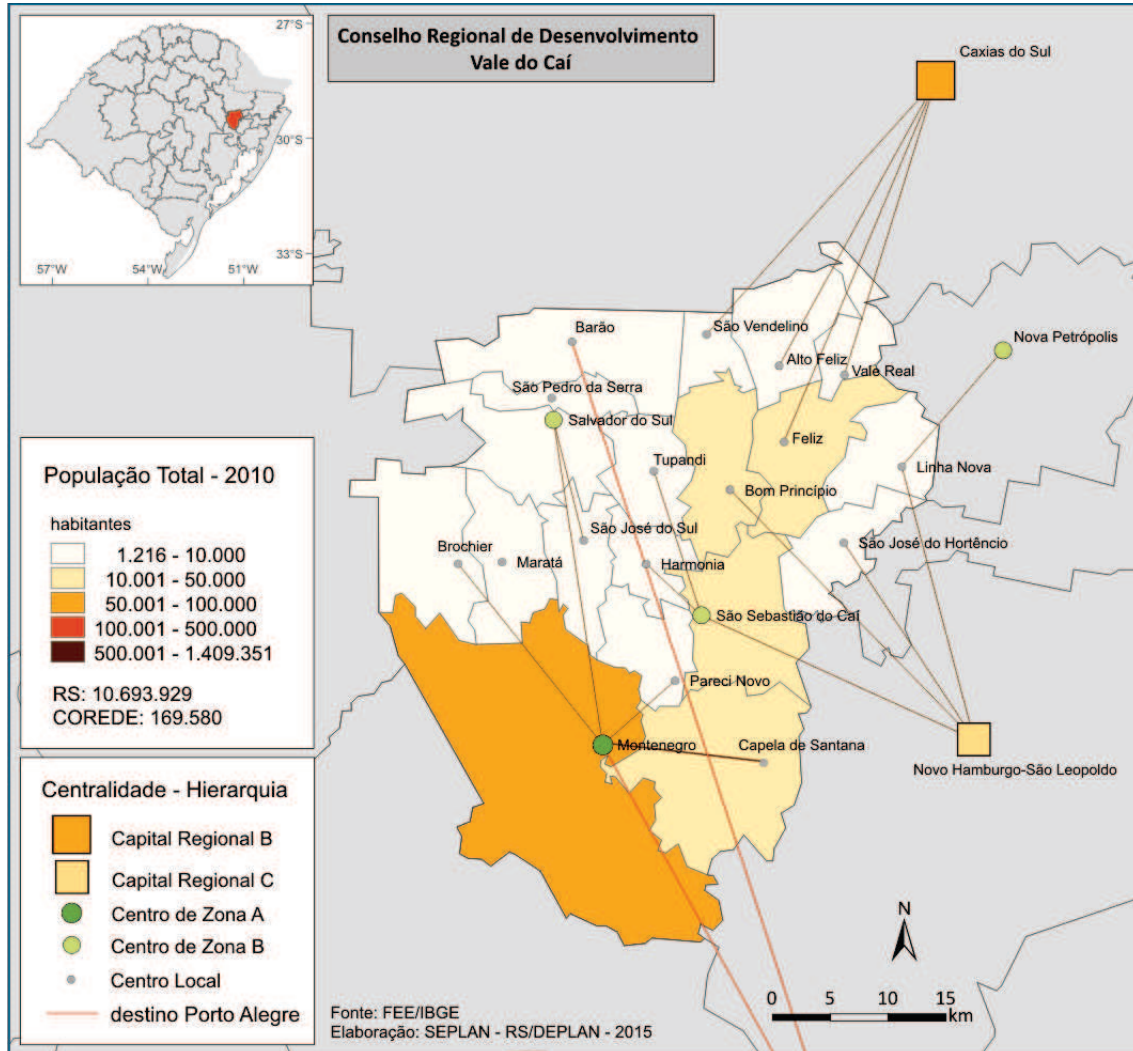 Conselho Regional de Desenvolvimento
Vale do Caí
27°S
30°S
33°S
57°W
54°W
51°W
Caxias do Sul
Barão
São Vendelino
Nova Petrópolis
Alto Feliz
Vale Real
São Pedro da Serra
Salvador do Sul
Feliz
Tupandi
Linha Nova
Bom Princípio
São José do Sul
São José do Hortêncio
Brochier
Maratá
Harmonia
São Sebastião do Caí
Pareci Novo
Montenegro
Capela de Santana
Novo Hamburgo-São Leopoldo
População Total - 2010
habitantes
1.216 - 10.000
10.001 - 50.000
50.001 - 100.000
100.001 - 500.000
500.001 - 1.409.351
RS: 10.693.929
COREDE: 169.580
Centralidade - Hierarquia
Capital Regional B
Capital Regional C
Centro de Zona A
Centro de Zona B
Centro Local
destino Porto Alegre
Fonte: FEE/IBGE
Elaboração: SEPLAN - RS/DEPLAN - 2015
N
0 5 10 15
km